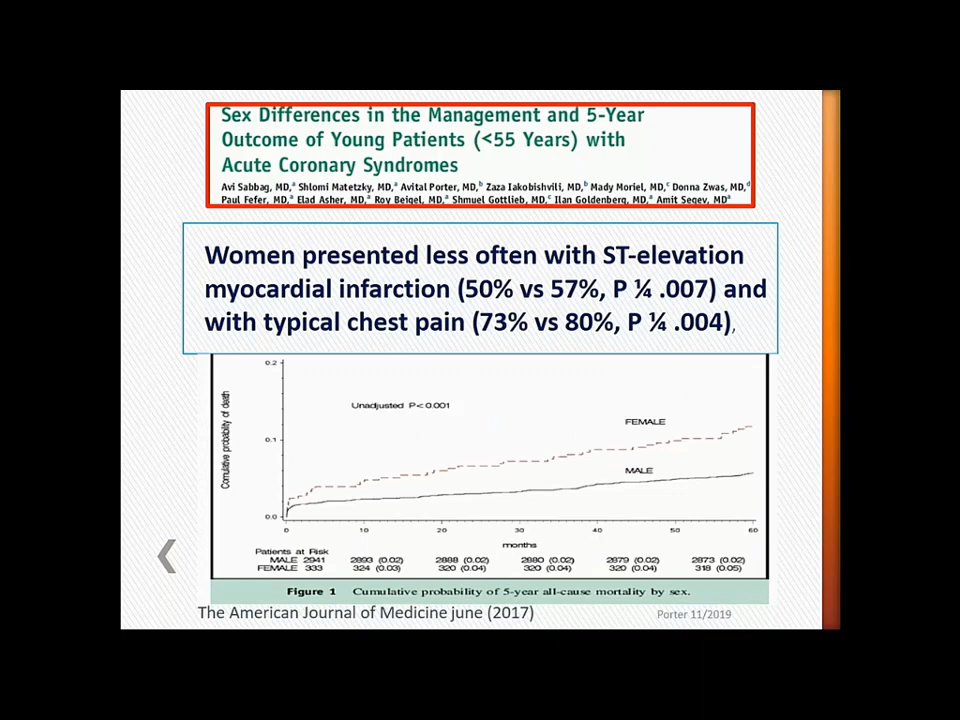 Sex Differences in the Management and 5-Year
Outcome of Young Patients (<55 Years) with
Acute Coronary Syndromes
Avi Sabbag, MD,a Shlomi Matetzky, MD,a Avital Porter, MD,b Zaza Iakobishvili, MD,b Mady Moriel, MD,c Donna Zwas, MD,d
Paul Fefer, MD,a Elad Asher, MD,a Roy Beigel, MD,a Shmuel Gottlieb, MD,c Ilan Goldenberg, MD,a Amit Segev, MDa
Women presented less often with ST-elevation
myocardial infarction (50% vs 57%, P ¼ .007) and
with typical chest pain (73% vs 80%, P ¼ .004),
Cumulative probability of death
0.2
0.1
0.0
Unadjusted P<0.001
FEMALE
MALE
0 10 20 30 40 50 60
months
Patients at Risk
MALE 2941 2893 (0.02) 2888 (0.02) 2880 (0.02) 2879 (0.02) 2873 (0.02)
FEMALE 333 324 (0.03) 320 (0.04) 320 (0.04) 320 (0.04) 318 (0.05)
Figure 1 Cumulative probability of 5-year all-cause mortality by sex.
The American Journal of Medicine june (2017)
Porter 11/2019